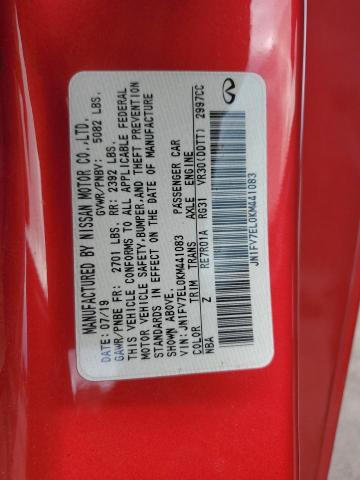 MANUFACTURED BY NISSAN MOTOR CO.,LTD.
07/19 GVWR/PNBV: 5082 LBS.
GAWR/PNBE FR: 2701 LBS. RR: 2392 LBS.
THIS VEHICLE CONFORMS TO ALL APPLICABLE FEDERAL
MOTOR VEHICLE SAFETY,BUMPER,AND THEFT PREVENTION
STANDARDS IN EFFECT ON THE DATE OF MANUFACTURE
SHOWN ABOVE.
VIN: JN1FV7EL0KM441083 PASSENGER CAR
COLOR TRIM TRANS AXLE ENGINE
NBA Z RE7R01A RG31 VR30(DDTT) 2997CC
JN1FV7EL0KM441083